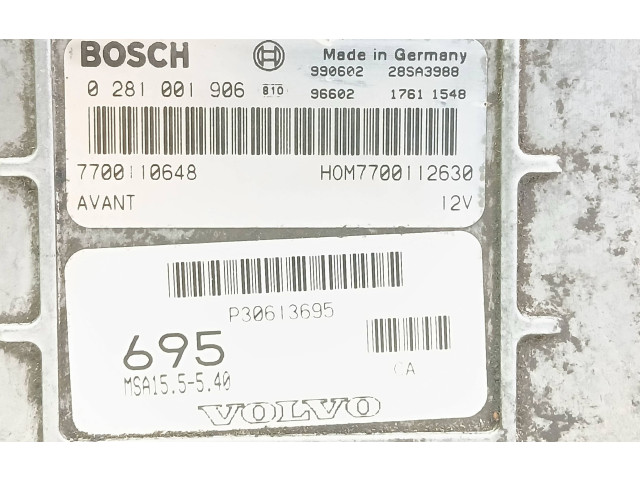 BOSCH Made in Germany
990602 28SA3988
0 281 001 906 810 96602 1761 1548
7700110648 HOM7700112630
AVANT 12V
P30613695
695
MSA15.5-5.40 CA
VOLVO